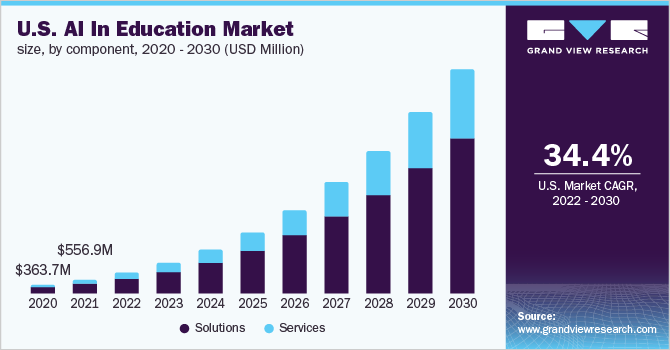 U.S. AI In Education Market
size, by component, 2020 - 2030 (USD Million)
$363.7M
$556.9M
2020 2021 2022 2023 2024 2025 2026 2027 2028 2029 2030
Solutions Services
GRAND VIEW RESEARCH
34.4%
U.S. Market CAGR,
2022 - 2030
Source:
www.grandviewresearch.com